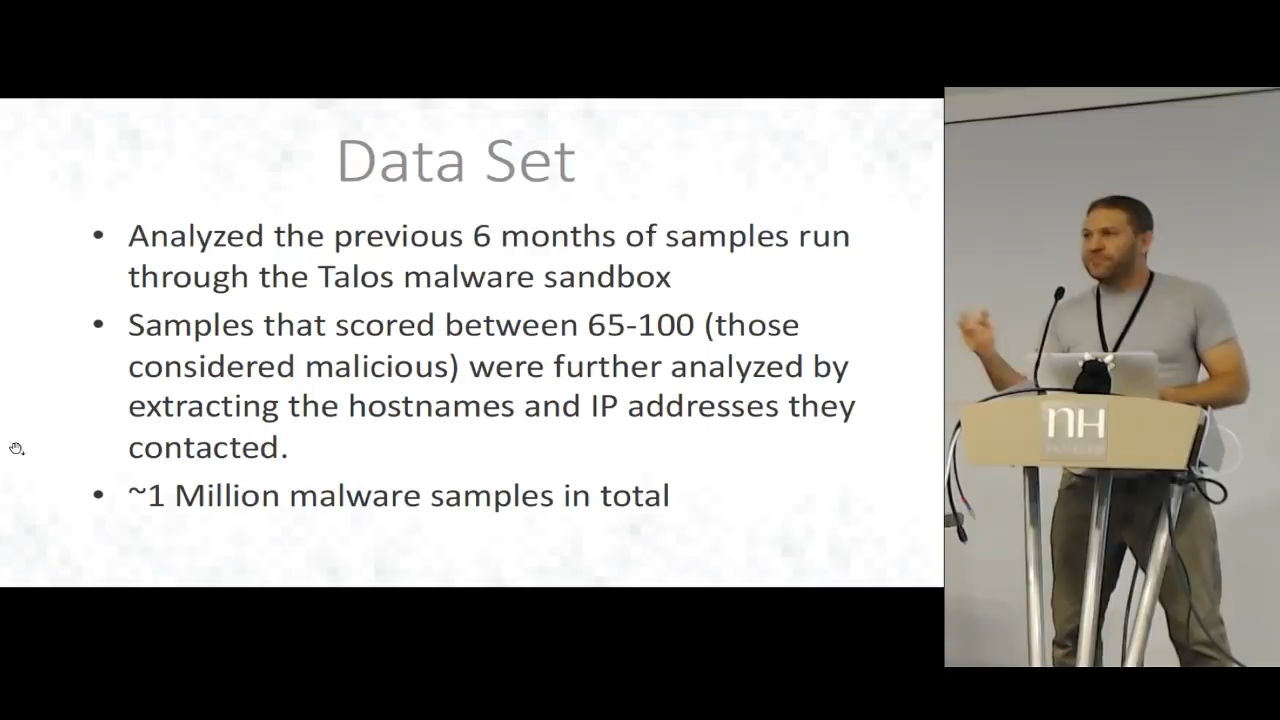 Data Set
• Analyzed the previous 6 months of samples run
through the Talos malware sandbox
• Samples that scored between 65-100 (those
considered malicious) were further analyzed by
extracting the hostnames and IP addresses they
contacted.
• ~1 Million malware samples in total
NH